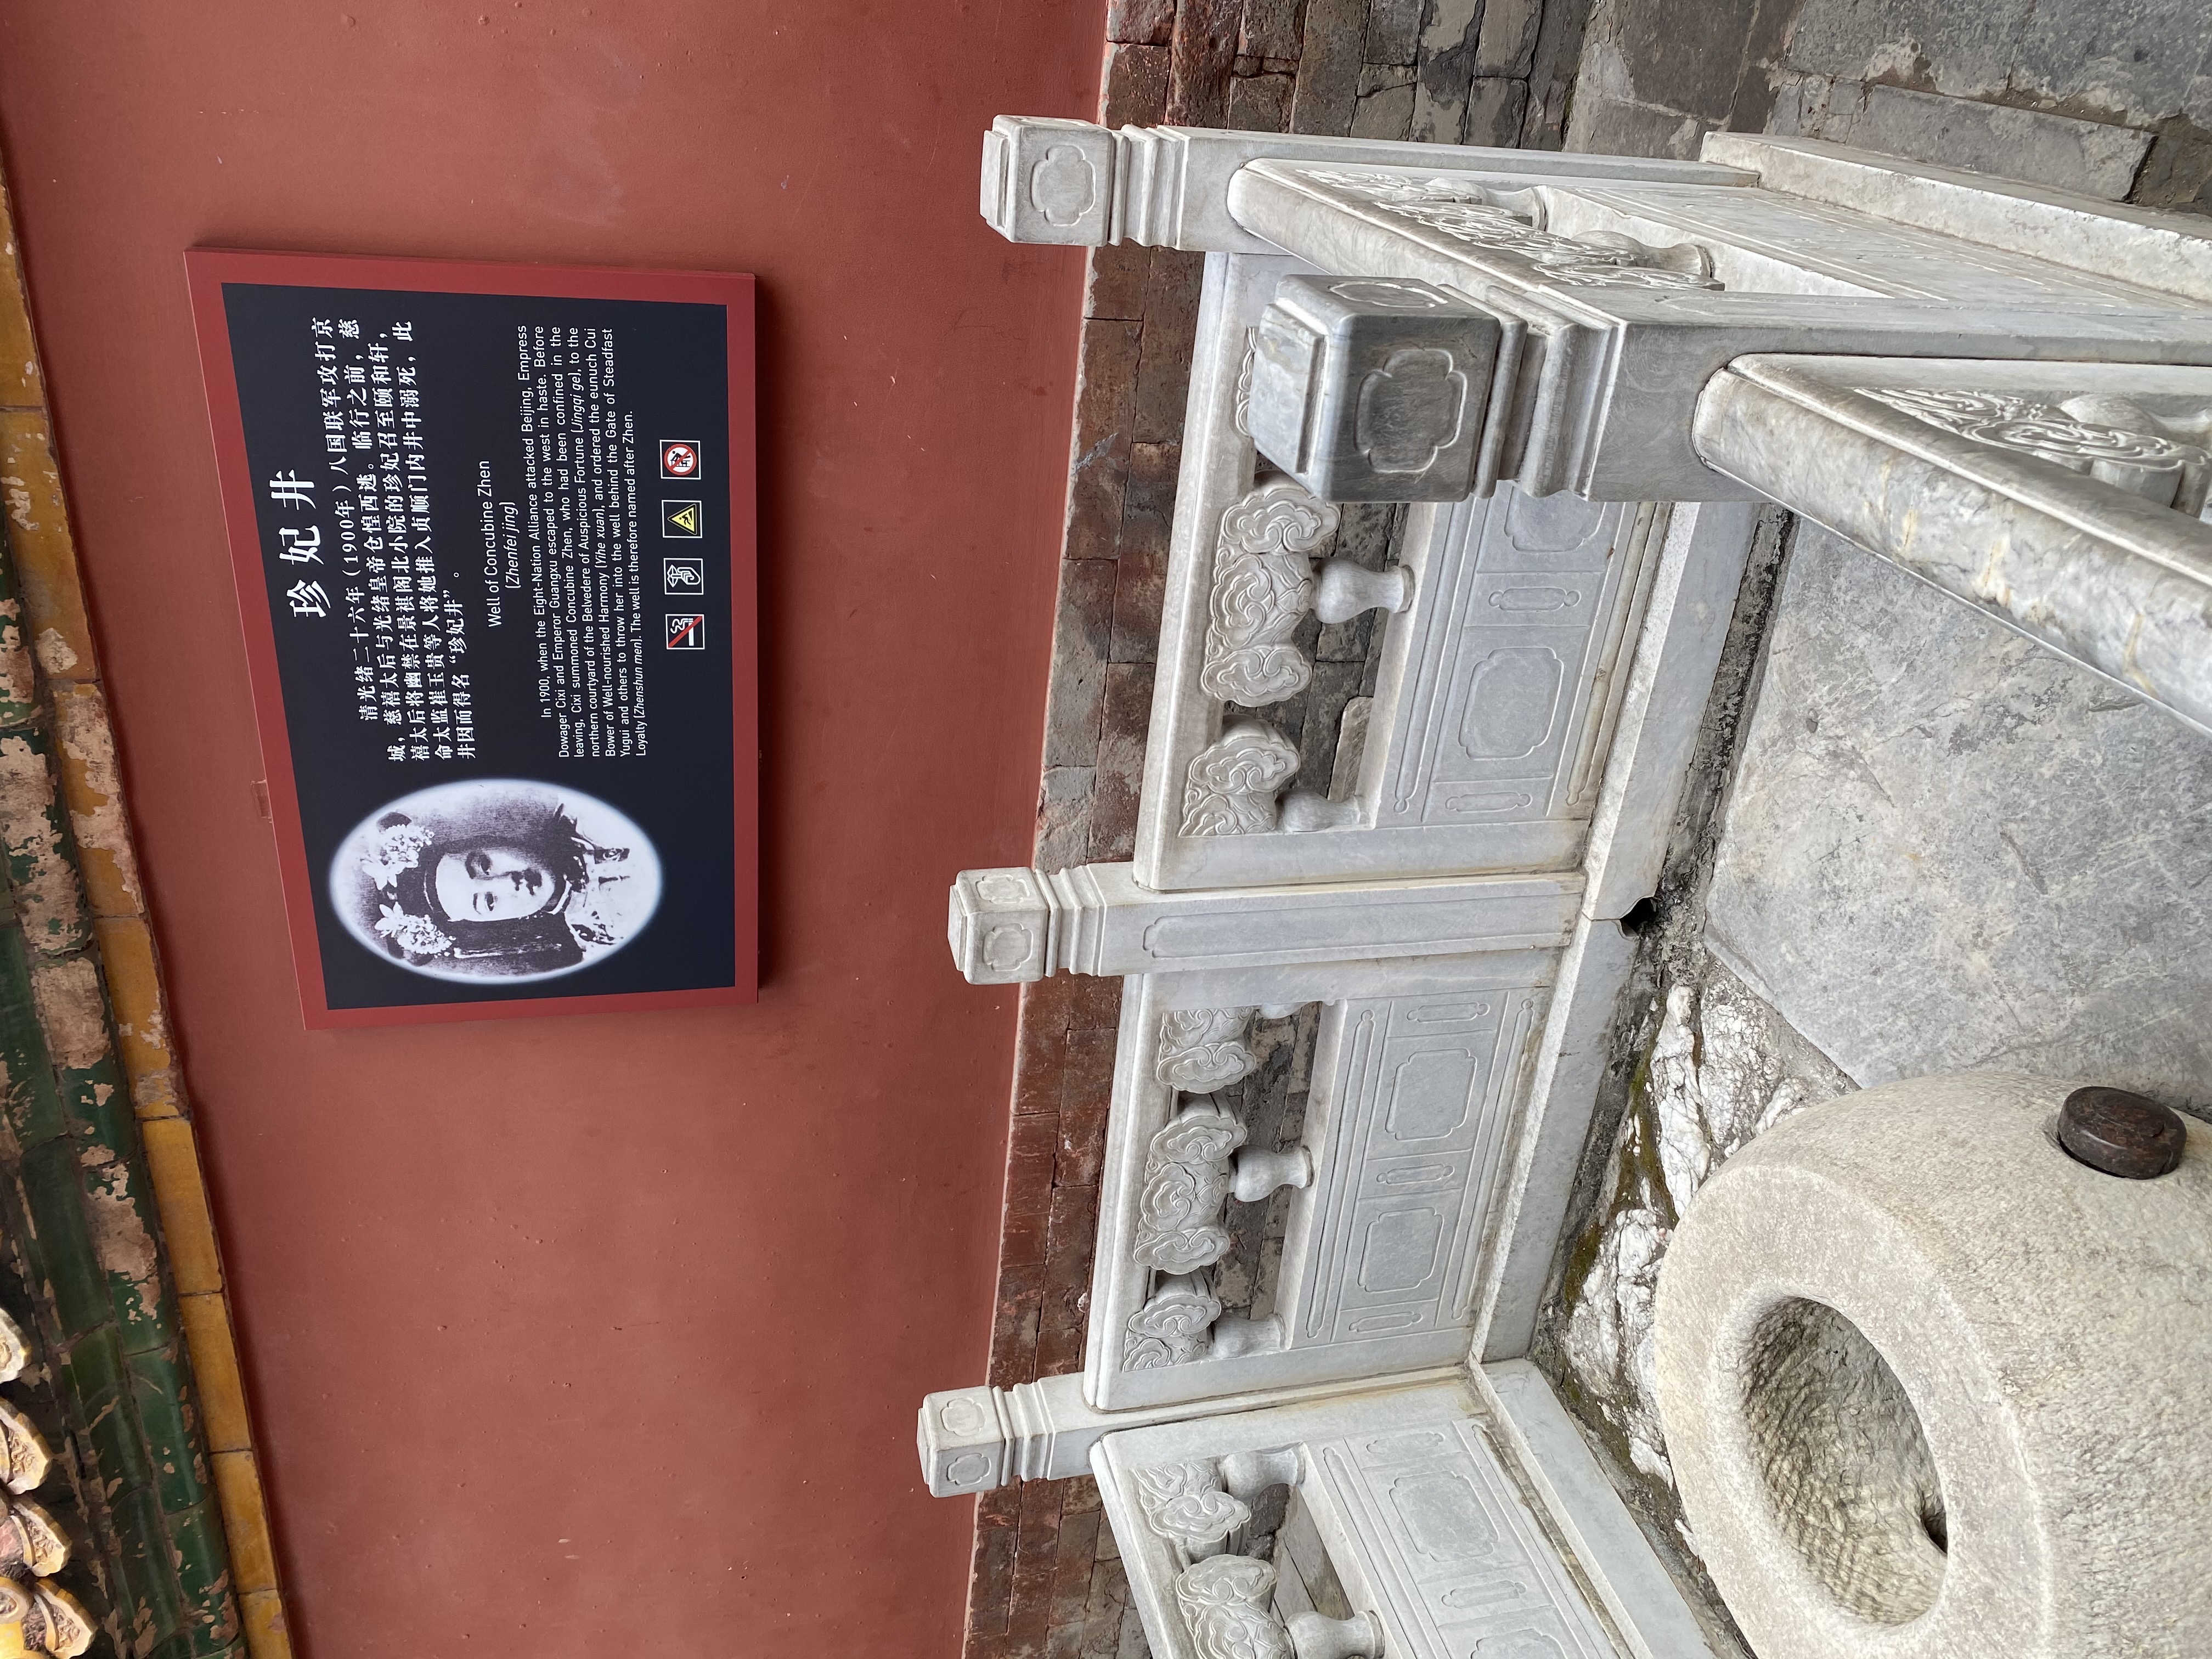 珍妃井
清光绪二十六年（1900年）八国联军攻打京
城，慈禧太后与光绪皇帝仓惶西逃。临行之前，慈
禧太后将幽禁在景祺阁北小院的珍妃召至颐和轩，
命太监崔玉贵等人将她推入贞顺门内井中溺死，此
井因而得名“珍妃井”。
Well of Concubine Zhen
(Zhenfei jing)
In 1900, when the Eight-Nation Alliance attacked Beijing, Empress
Dowager Cixi and Emperor Guangxu escaped to the west in haste. Before
leaving, Cixi summoned Concubine Zhen, who had been confined in the
northern courtyard of the Belvedere of Auspicious Fortune (Jingqi ge), to the
Bower of Well-nourished Harmony (Yihe xuan), and ordered the eunuch Cui
Yugui and others to throw her into the well behind the Gate of Steadfast
Loyalty (Zhenshun men). The well is therefore named after Zhen.